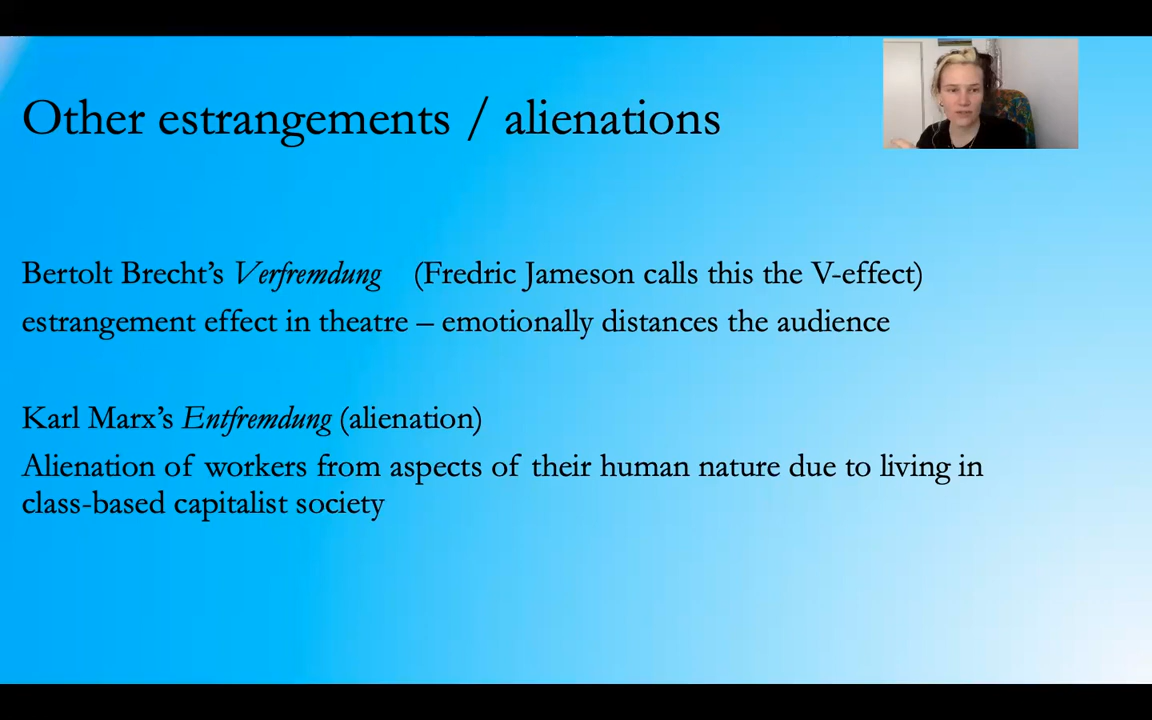 Other estrangements / alienations
Bertolt Brecht’s Verfremdung (Fredric Jameson calls this the V-effect)
estrangement effect in theatre – emotionally distances the audience
Karl Marx’s Entfremdung (alienation)
Alienation of workers from aspects of their human nature due to living in
class-based capitalist society